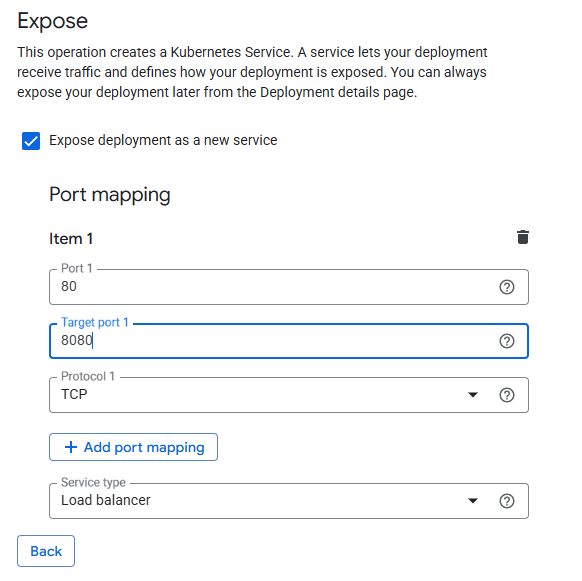 Expose
This operation creates a Kubernetes Service. A service lets your deployment
receive traffic and defines how your deployment is exposed. You can always
expose your deployment later from the Deployment details page.
Expose deployment as a new service
Port mapping
Item 1
Port 1
80
Target port 1
8080
Protocol 1
TCP
+ Add port mapping
Service type
Load balancer
Back